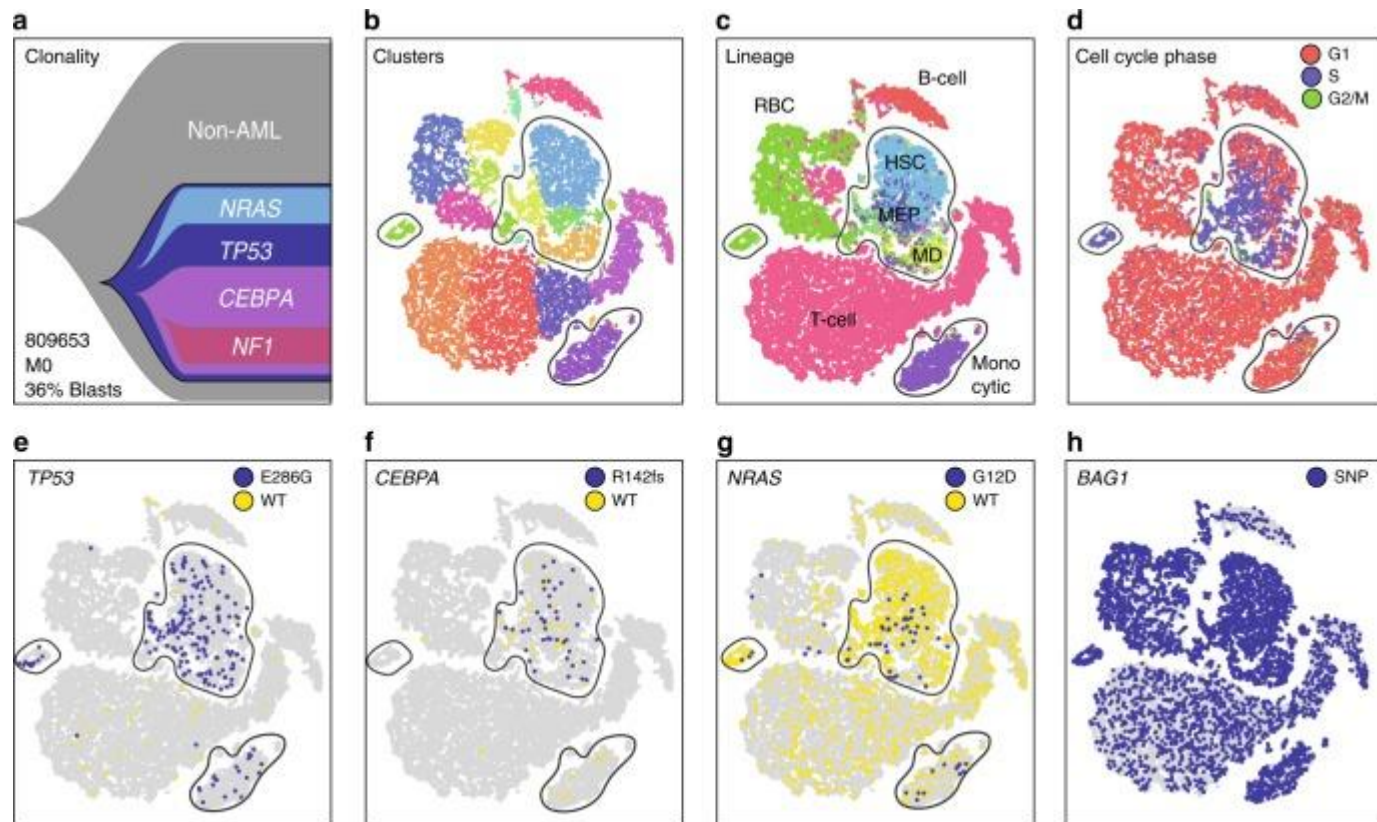 a
Clonality
Non-AML
NRAS
TP53
CEBPA
NF1
809653
M0
36% Blasts
b
Clusters
c
Lineage
B-cell
RBC
HSC
MEP
MD
T-cell
Mono
cytic
d
Cell cycle phase
G1
S
G2/M
e
TP53
E286G
WT
f
CEBPA
R142fs
WT
g
NRAS
G12D
WT
h
BAG1
SNP